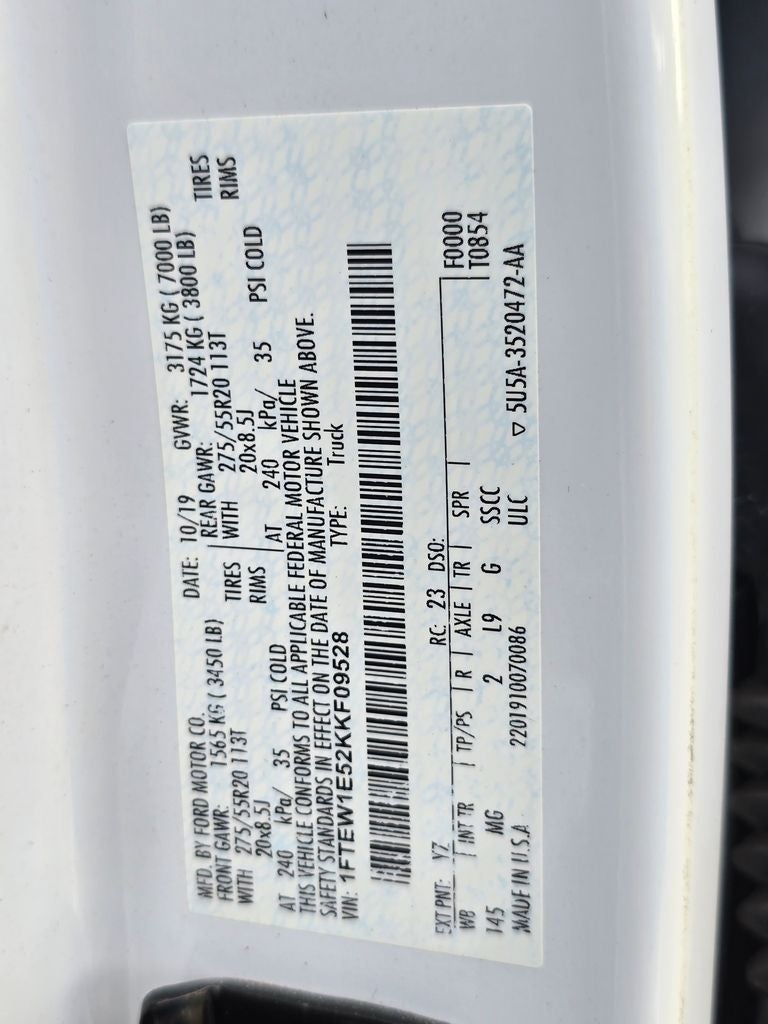 MFD. BY FORD MOTOR CO. DATE: 10/19 GVWR: 3175 KG ( 7000 LB)
FRONT GAWR: 1565 KG ( 3450 LB) REAR GAWR: 1724 KG ( 3800 LB)
WITH 275/55R20 113T TIRES WITH 275/55R20 113T TIRES
20x8.5J RIMS 20x8.5J RIMS
AT 240 kPa/ 35 PSI COLD AT 240 kPa/ 35 PSI COLD
THIS VEHICLE CONFORMS TO ALL APPLICABLE FEDERAL MOTOR VEHICLE
SAFETY STANDARDS IN EFFECT ON THE DATE OF MANUFACTURE SHOWN ABOVE.
VIN: 1FTEW1E52KKF09528 TYPE: Truck
EXT PNT: YZ RC: 23 DSO: F0000
WB INT TR TP/PS R AXLE TR SPR T0854
145 MG 2 L9 G SSCC
MADE IN U.S.A 2201910070086 ULC ▽ 5U5A-3520472-AA